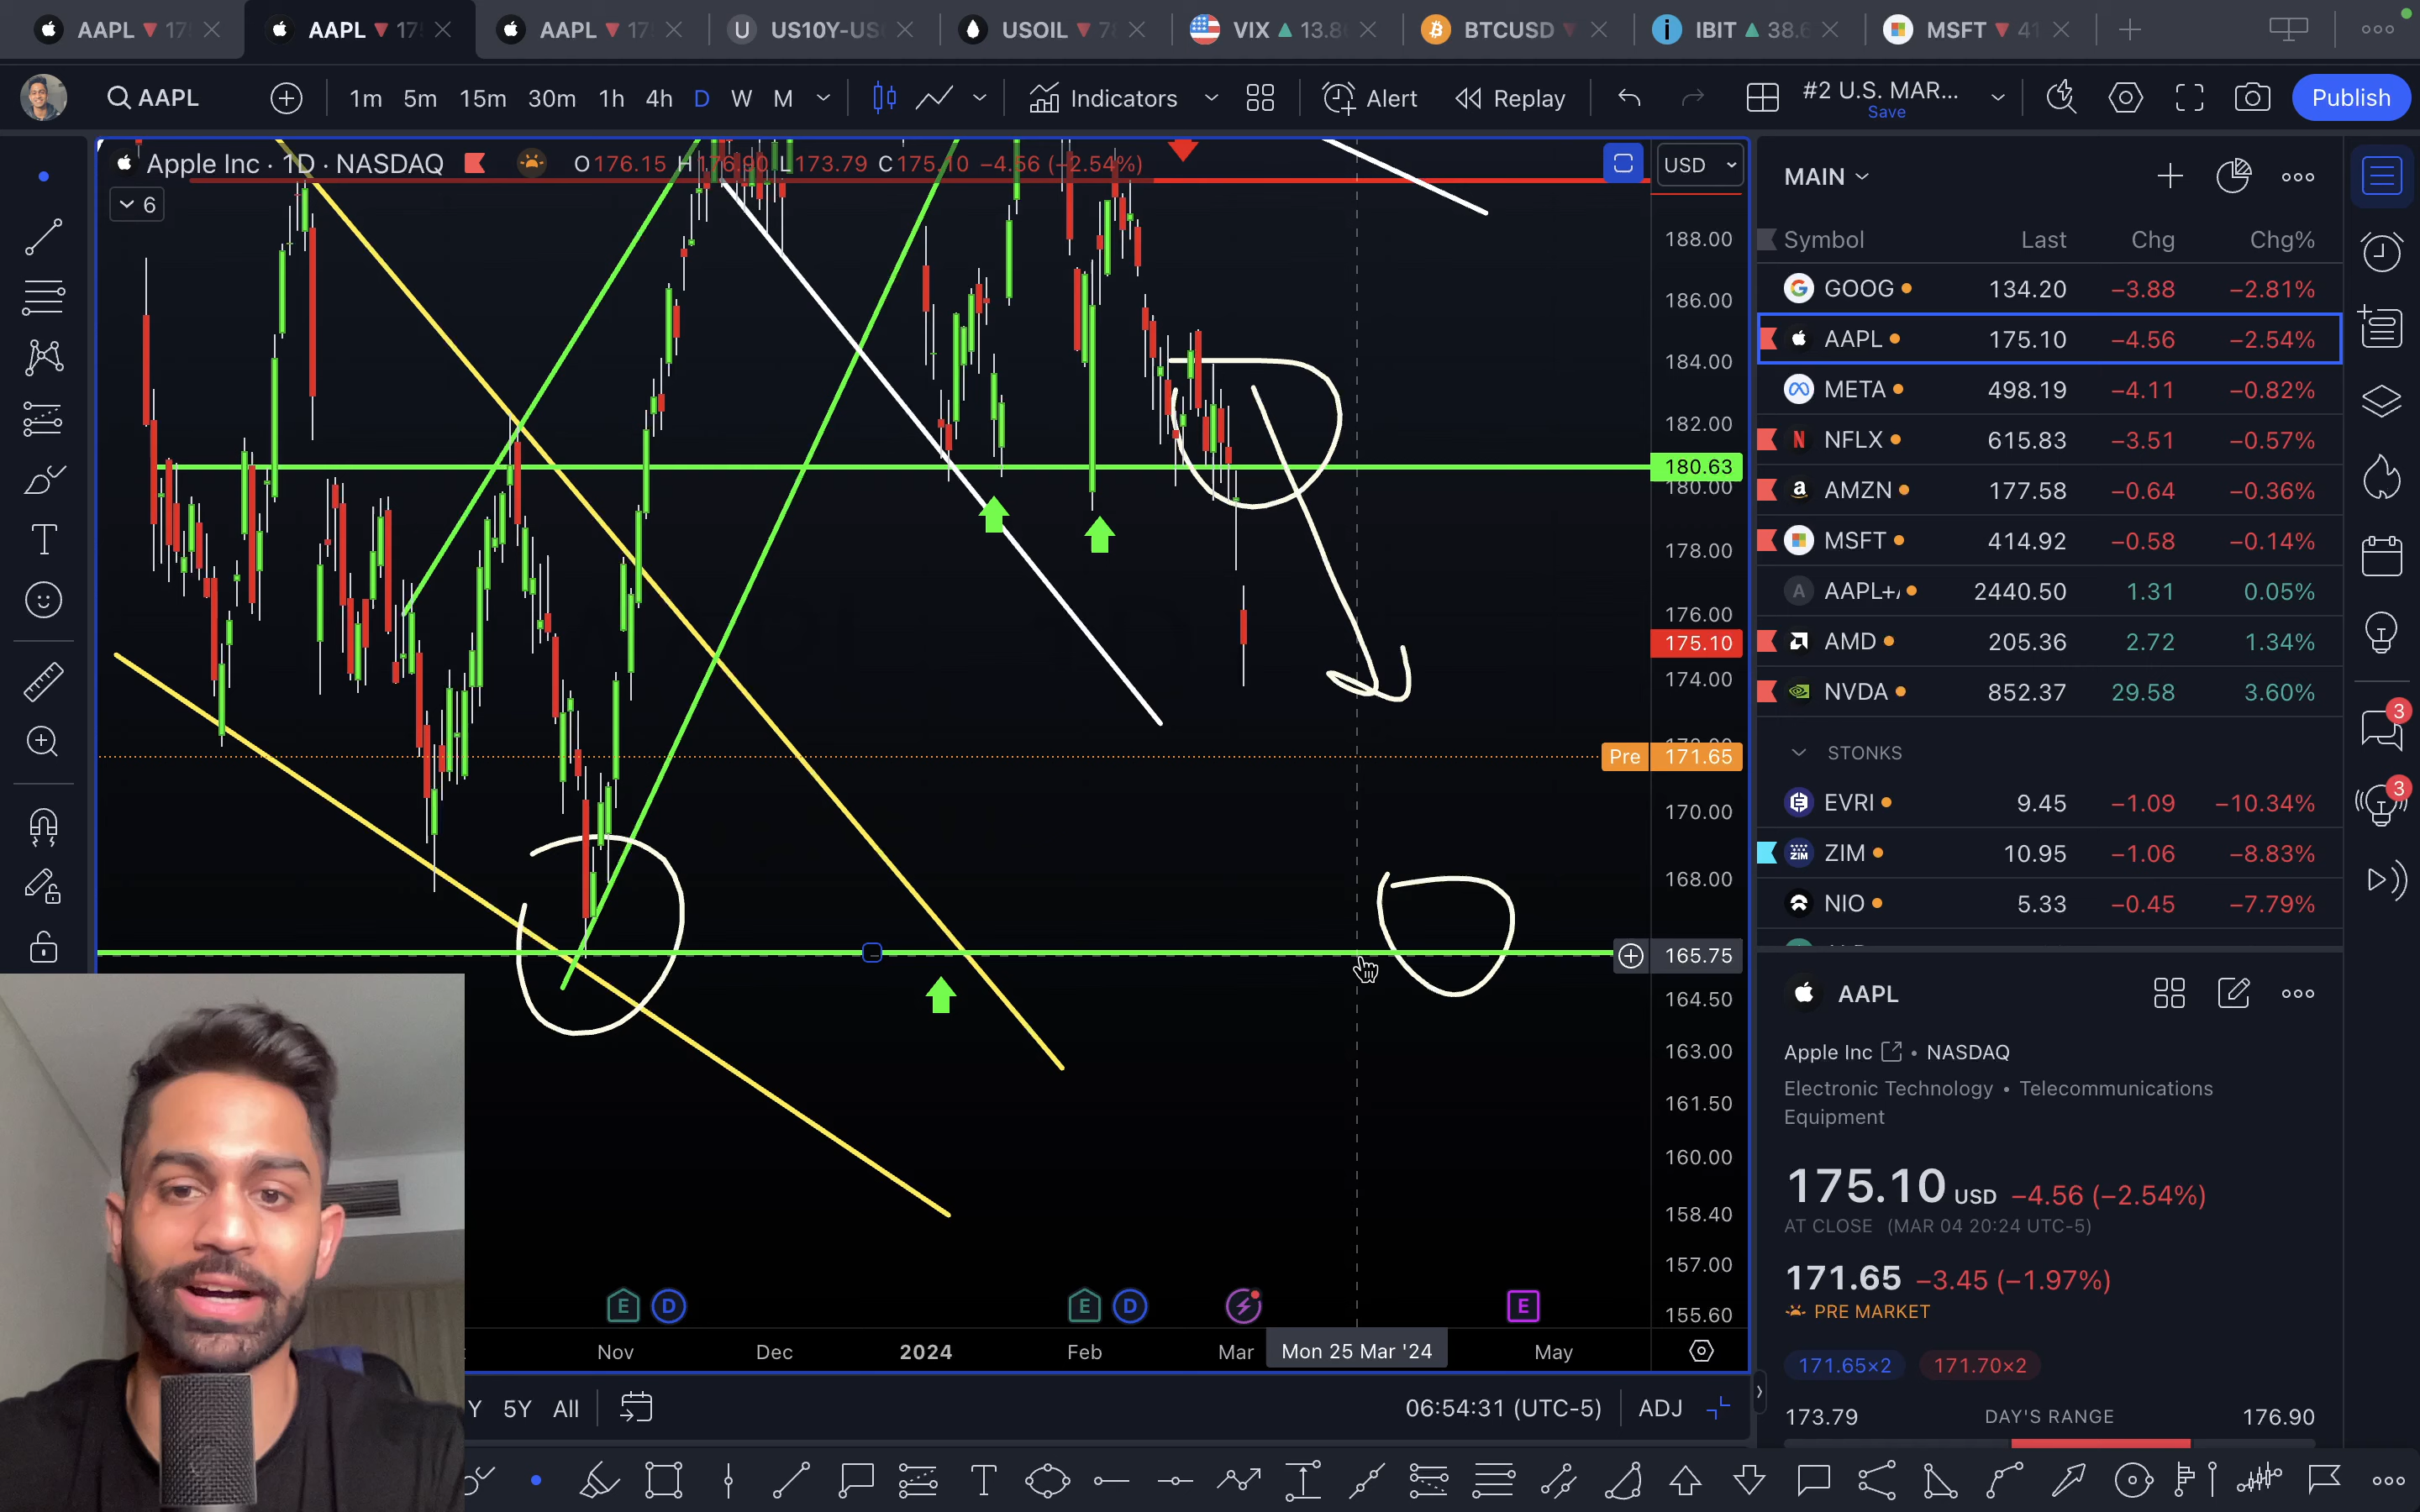 AAPL 17
AAPL 17
AAPL 17
U US10Y-US
USOIL 7
VIX 13.8
BTCUSD
IBIT 38.6
MSFT 41
AAPL
1m 5m 15m 30m 1h 4h D W M
Indicators
Alert
Replay
#2 U.S. MAR...
Save
Publish
Apple Inc · 1D · NASDAQ
O176.15 H176.90 L173.79 C175.10 −4.56 (−2.54%)
6
USD
188.00
186.00
184.00
182.00
180.63
180.00
178.00
176.00
175.10
174.00
Pre 171.65
170.00
168.00
165.75
164.50
163.00
161.50
160.00
158.40
157.00
155.60
E D E D E
Nov Dec 2024 Feb Mar Mon 25 Mar '24 May
Y 5Y All
06:54:31 (UTC-5) ADJ
MAIN
Symbol Last Chg Chg%
GOOG 134.20 −3.88 −2.81%
AAPL 175.10 −4.56 −2.54%
META 498.19 −4.11 −0.82%
NFLX 615.83 −3.51 −0.57%
AMZN 177.58 −0.64 −0.36%
MSFT 414.92 −0.58 −0.14%
A AAPL+/ 2440.50 1.31 0.05%
AMD 205.36 2.72 1.34%
NVDA 852.37 29.58 3.60%
STONKS
EVRI 9.45 −1.09 −10.34%
ZIM 10.95 −1.06 −8.83%
NIO 5.33 −0.45 −7.79%
AAPL
Apple Inc • NASDAQ
Electronic Technology • Telecommunications
Equipment
175.10 USD −4.56 (−2.54%)
AT CLOSE (MAR 04 20:24 UTC-5)
171.65 −3.45 (−1.97%)
PRE MARKET
171.65×2 171.70×2
173.79 DAY'S RANGE 176.90
3
3